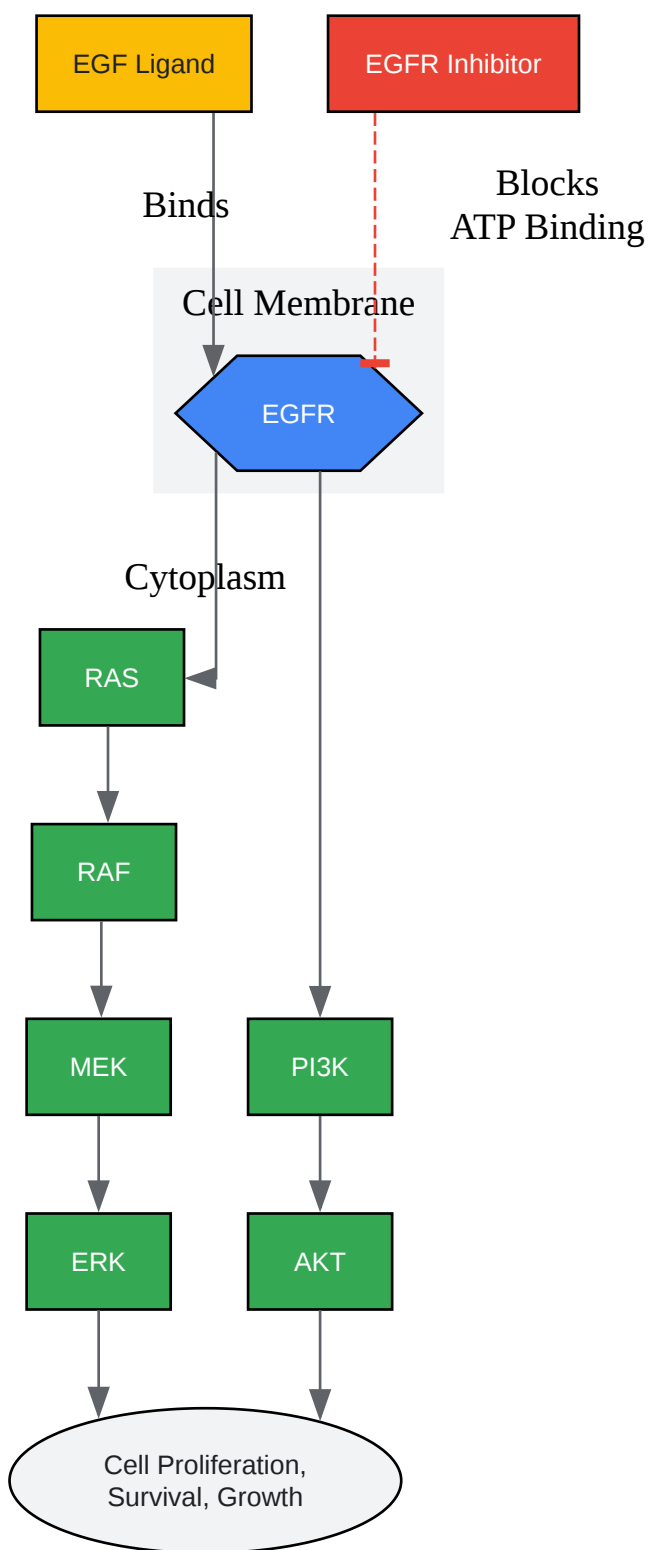 EGF Ligand
EGFR Inhibitor
Binds
Blocks
ATP Binding
Cell Membrane
EGFR
Cytoplasm
RAS
RAF
MEK
PI3K
ERK
AKT
Cell Proliferation,
Survival, Growth